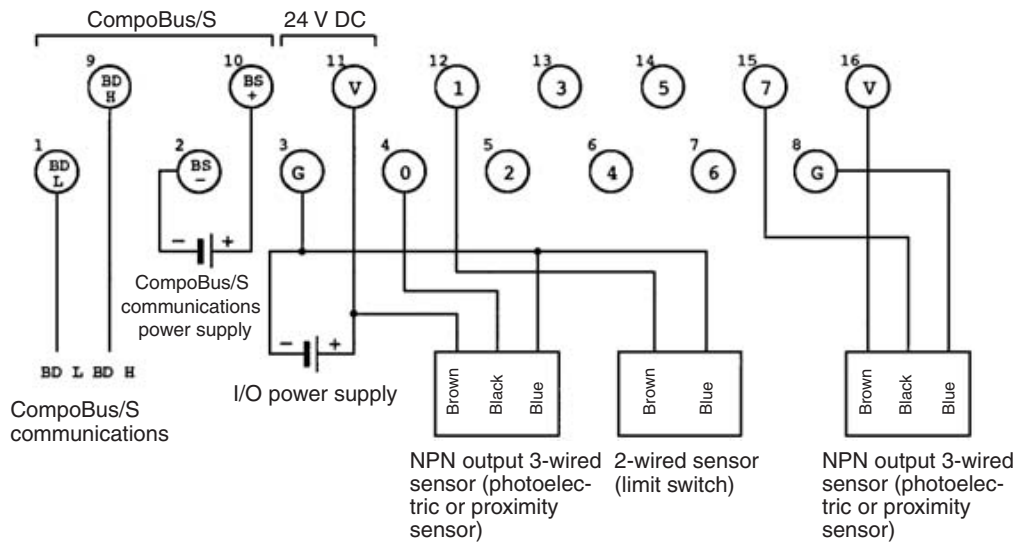 CompoBus/S 24 V DC
9 10 11 12 13 14 15 16
BD H BS + V 1 3 5 7 V
1 2 3 4 5 6 7 8
BD L BS − G 0 2 4 6 G
− +
CompoBus/S
communications
power supply
− +
I/O power supply
BD L BD H
CompoBus/S
communications
Brown Black Blue
Brown Blue
Brown Black Blue
NPN output 3-wired
sensor (photoelec-
tric or proximity
sensor)
2-wired sensor
(limit switch)
NPN output 3-wired
sensor (photoelec-
tric or proximity
sensor)